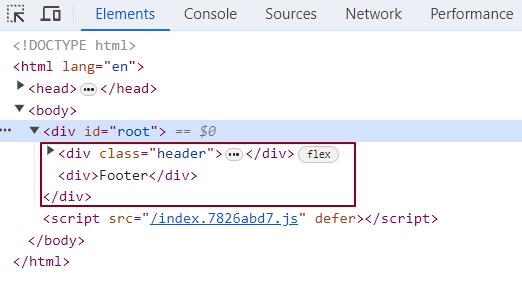 Elements Console Sources Network Performance
<!DOCTYPE html>
<html lang="en">
<head> ••• </head>
<body>
••• <div id="root"> == $0
<div class="header"> ••• </div> flex
<div>Footer</div>
</div>
<script src="/index.7826abd7.js" defer></script>
</body>
</html>